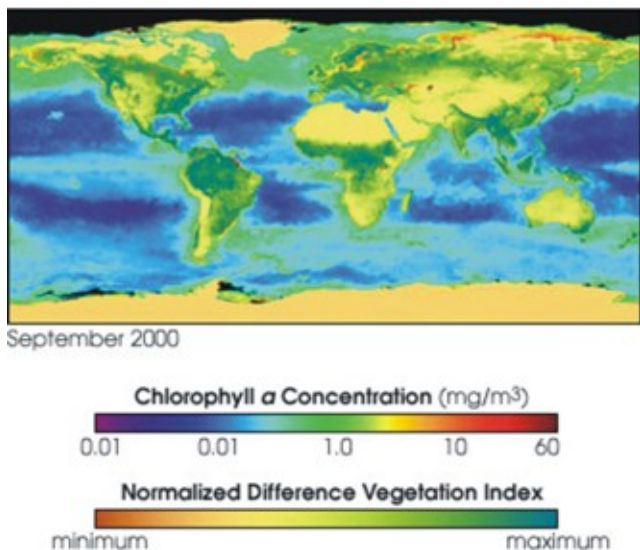 September 2000
Chlorophyll a Concentration (mg/m³)
0.01 0.01 1.0 10 60
Normalized Difference Vegetation Index
minimum maximum